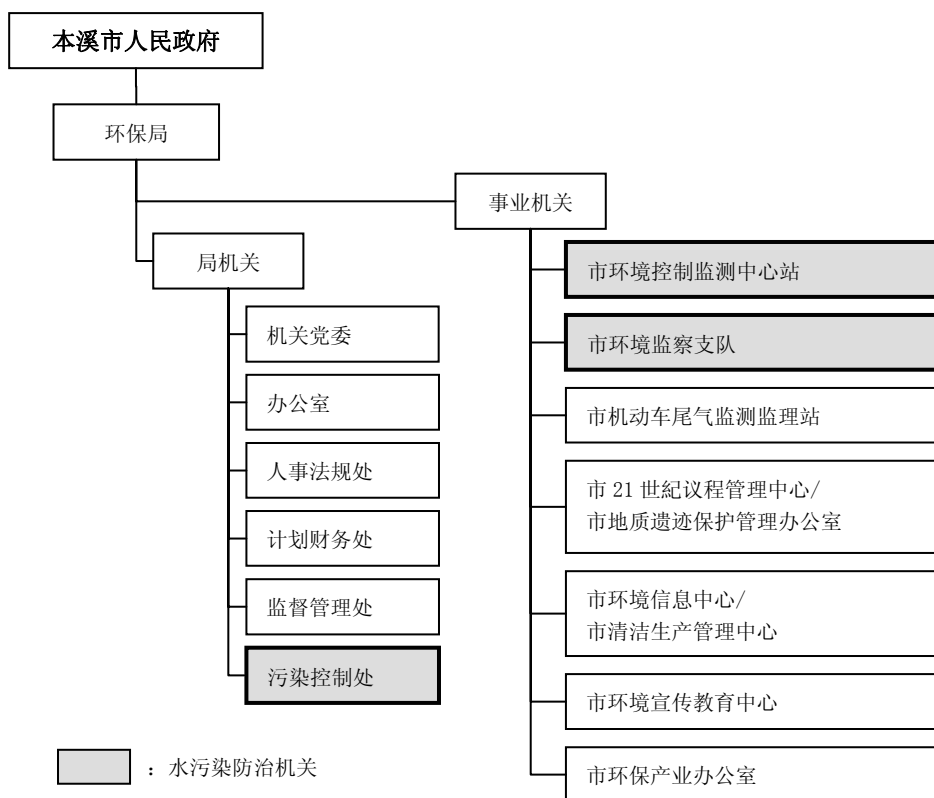 本溪市人民政府
环保局
事业机关
局机关
机关党委
办公室
人事法规处
计划财务处
监督管理处
污染控制处
市环境控制监测中心站
市环境监察支队
市机动车尾气监测监理站
市 21 世紀议程管理中心/
市地质遗迹保护管理办公室
市环境信息中心/
市清洁生产管理中心
市环境宣传教育中心
市环保产业办公室
：水污染防治机关